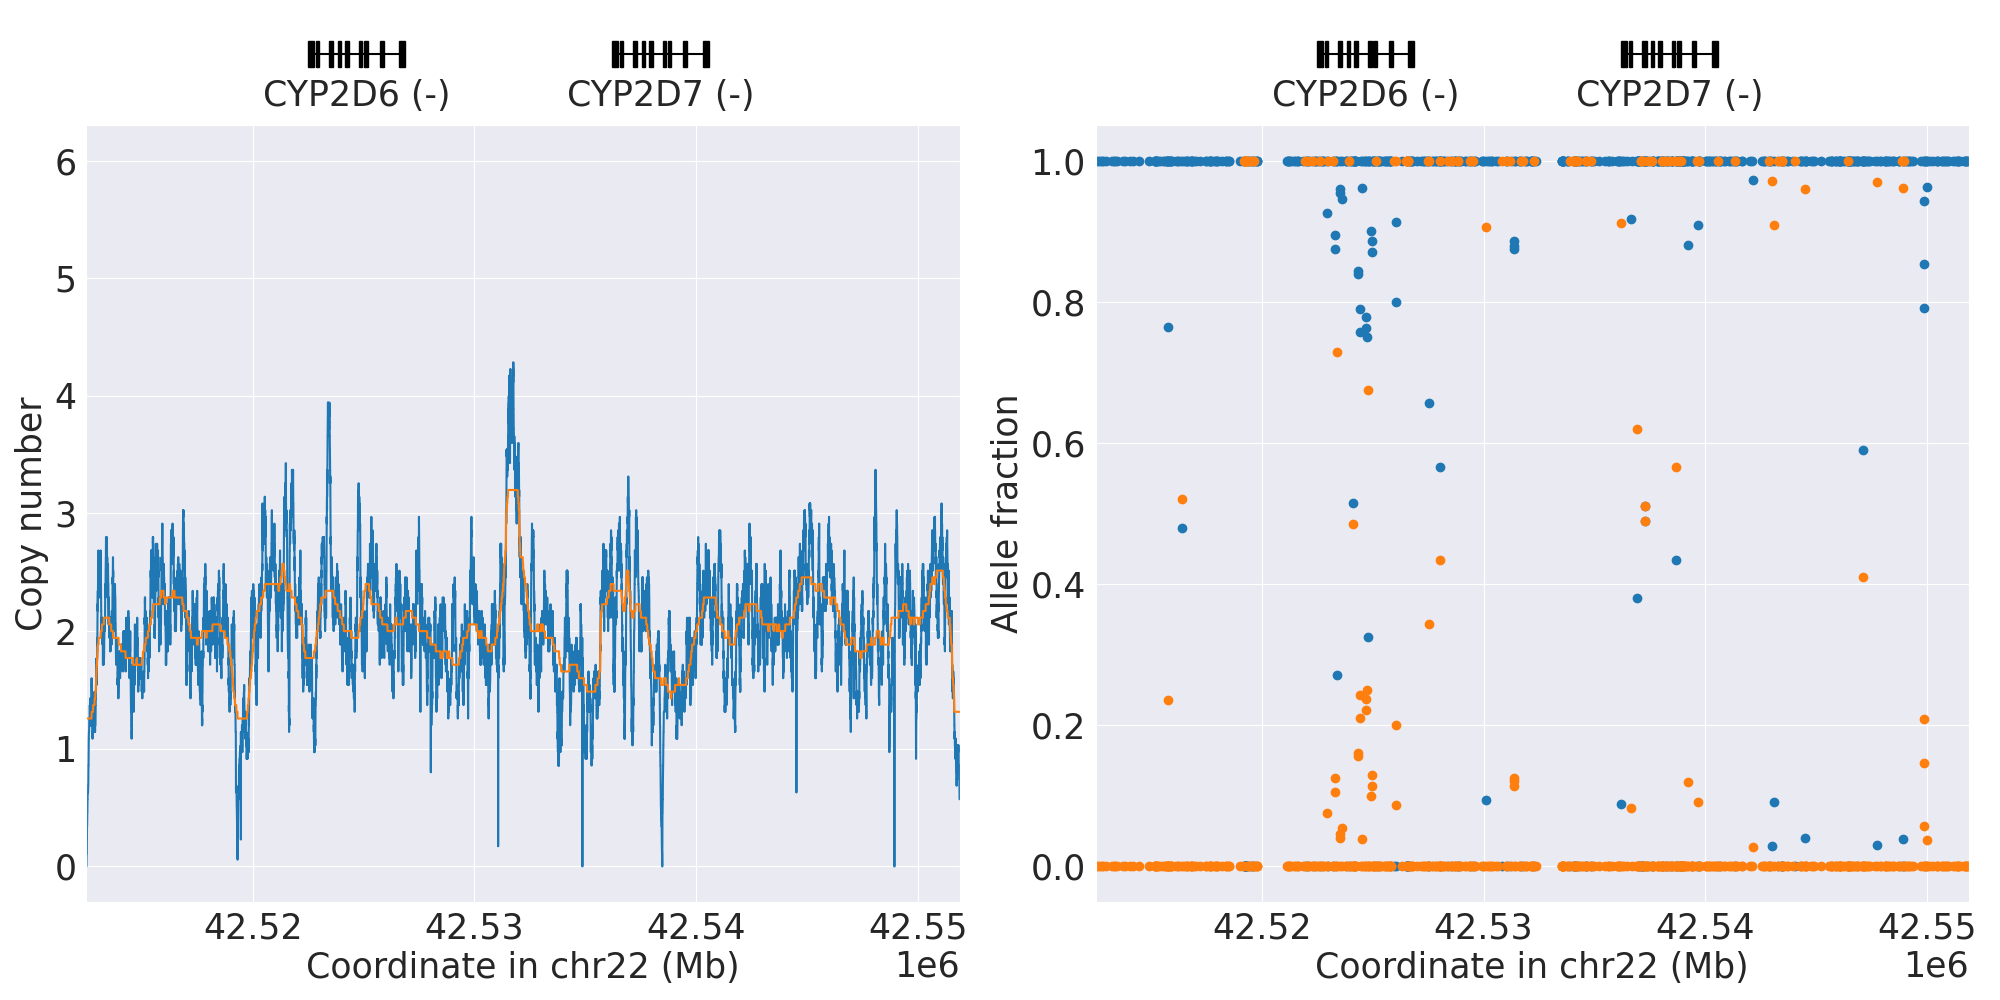 CYP2D6 (-)
CYP2D7 (-)
6
5
4
3
2
1
0
Copy number
42.52
42.53
42.54
42.55
Coordinate in chr22 (Mb)
1e6
CYP2D6 (-)
CYP2D7 (-)
1.0
0.8
0.6
0.4
0.2
0.0
Allele fraction
42.52
42.53
42.54
42.55
Coordinate in chr22 (Mb)
1e6